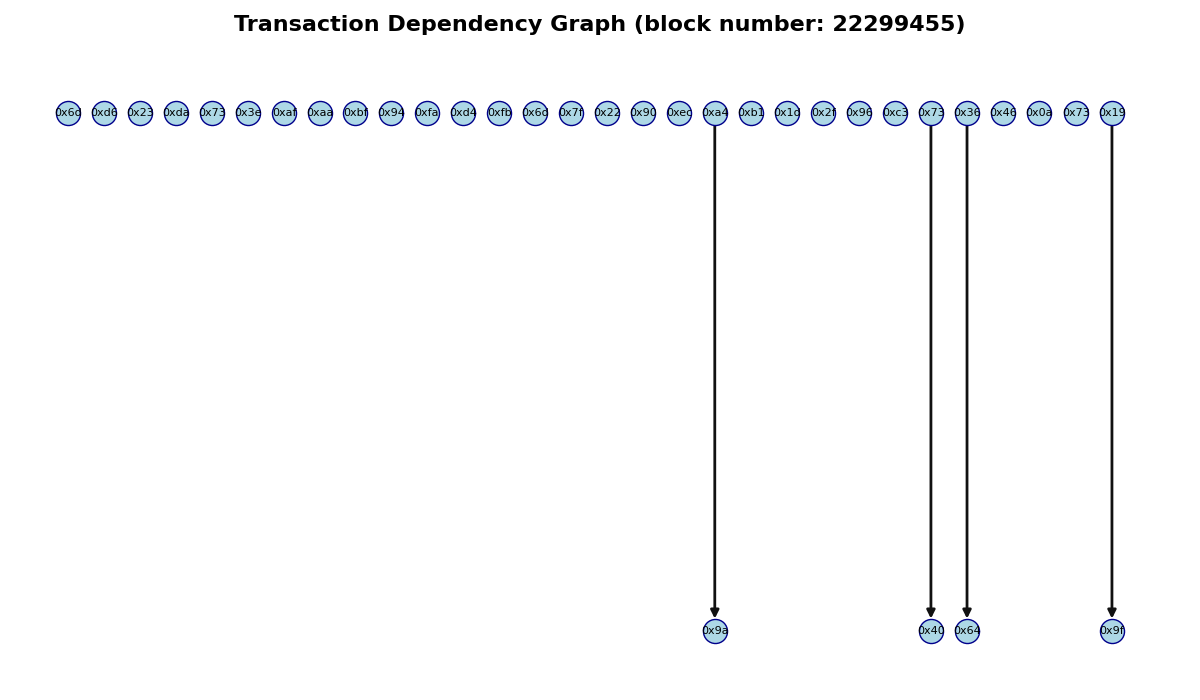 Transaction Dependency Graph (block number: 22299455)
0x6d 0xd6 0x23 0xda 0x73 0x3e 0xaf 0xaa 0xbf 0x94 0xfa 0xd4 0xfb 0x6d 0x7f 0x22 0x90 0xec 0xa4 0xb1 0x1d 0x2f 0x96 0xc3 0x73 0x36 0x46 0x0a 0x73 0x19
0x9a 0x40 0x64 0x9f